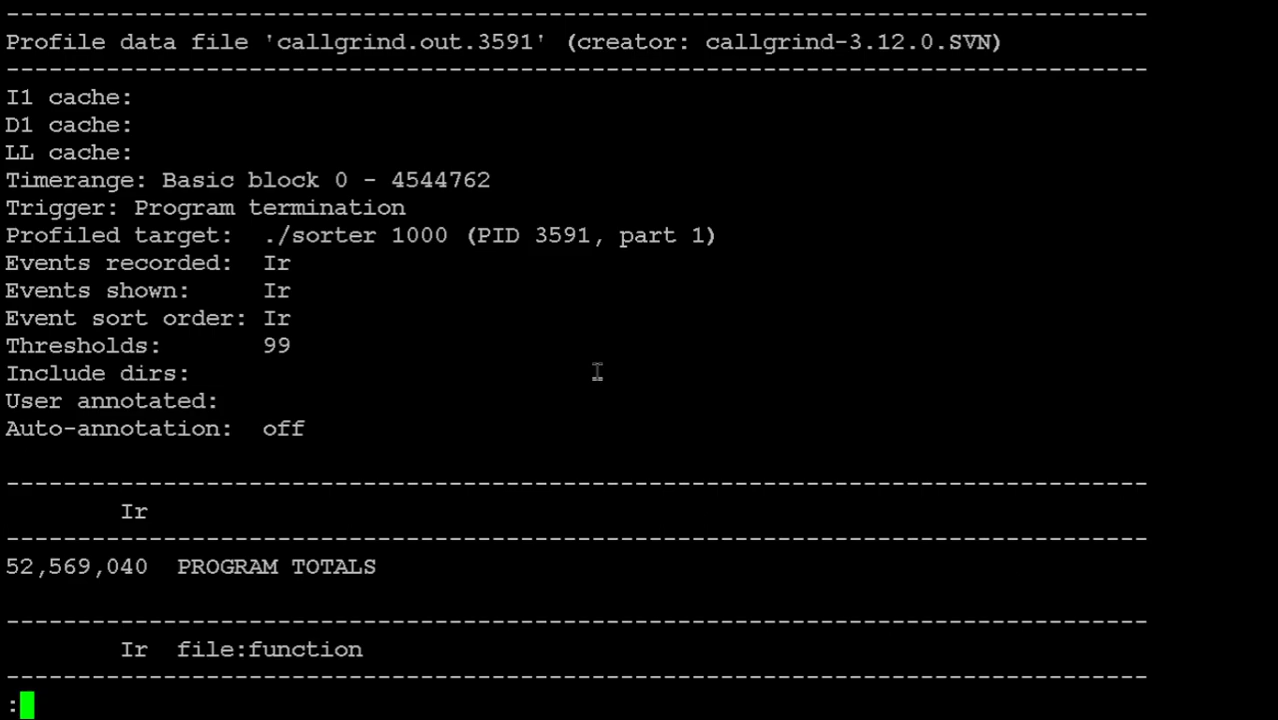 --------------------------------------------------------------------------------
Profile data file 'callgrind.out.3591' (creator: callgrind-3.12.0.SVN)
--------------------------------------------------------------------------------
I1 cache:
D1 cache:
LL cache:
Timerange: Basic block 0 - 4544762
Trigger: Program termination
Profiled target:  ./sorter 1000 (PID 3591, part 1)
Events recorded:  Ir
Events shown:     Ir
Event sort order: Ir
Thresholds:       99
Include dirs:
User annotated:
Auto-annotation:  off
--------------------------------------------------------------------------------
        Ir
--------------------------------------------------------------------------------
52,569,040  PROGRAM TOTALS
--------------------------------------------------------------------------------
        Ir  file:function
--------------------------------------------------------------------------------
: